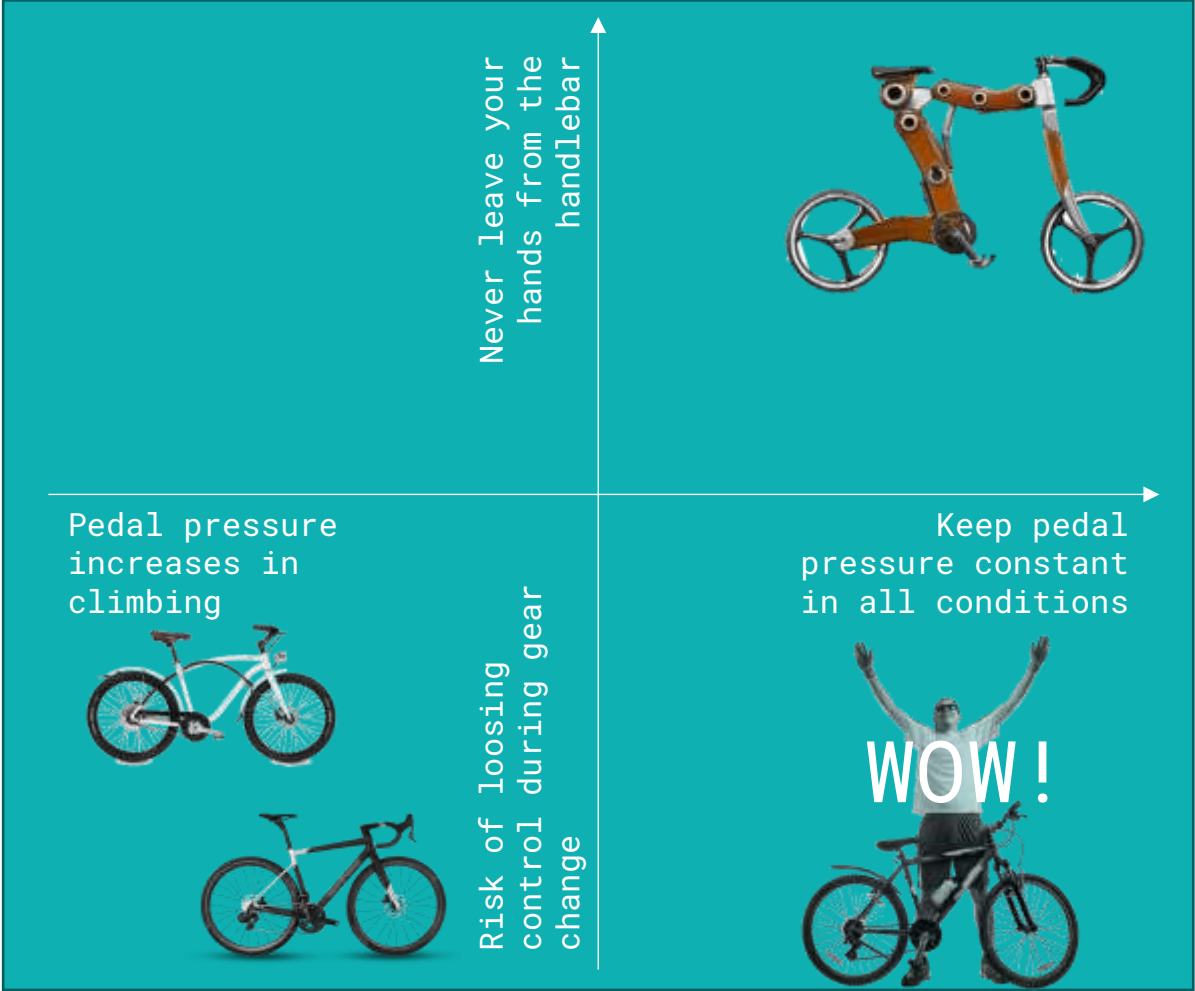 Never leave your
hands from the
handlebar
Pedal pressure
increases in
climbing
Keep pedal
pressure constant
in all conditions
Risk of loosing
control during gear
change
WOW!